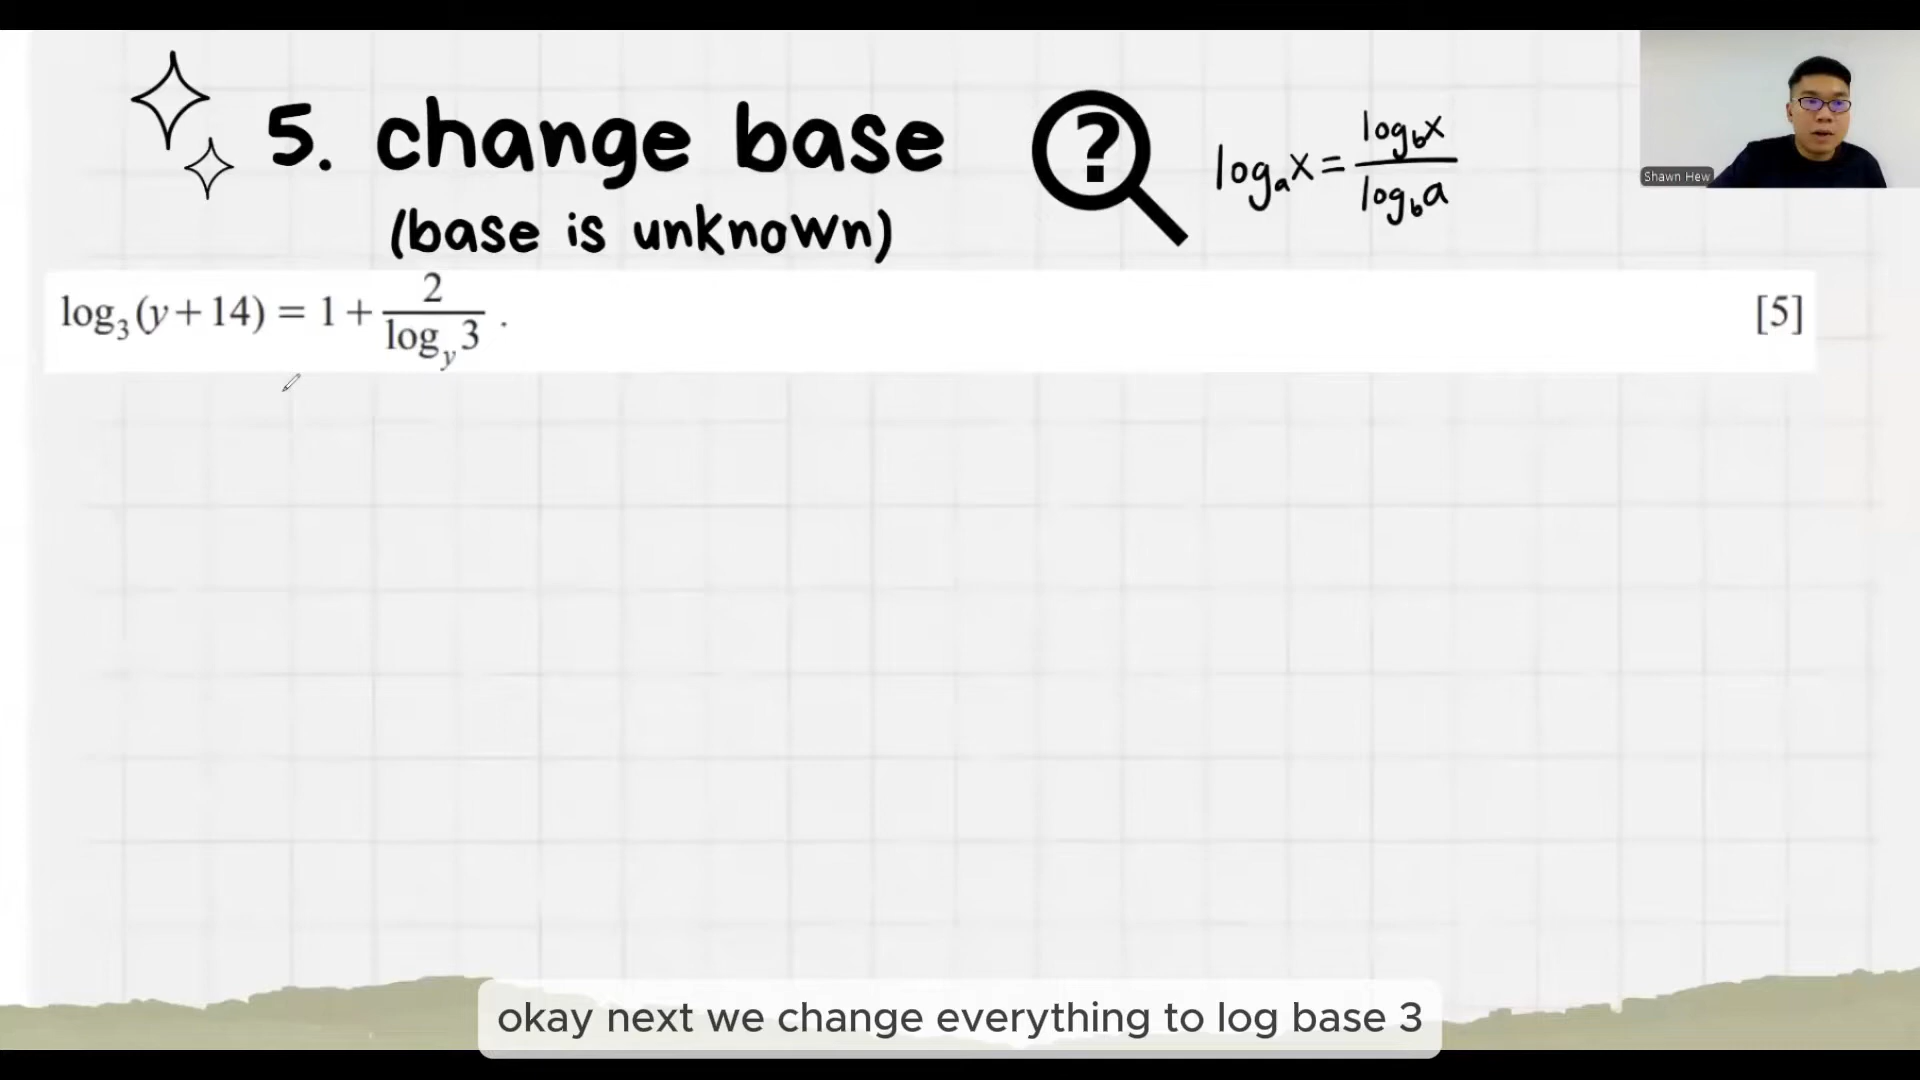 5. change base
(base is unknown)
?
logₐx = log_b x / log_b a
Shawn Hew
log₃(y+14) = 1 + 2 / log_y 3 . [5]
okay next we change everything to log base 3